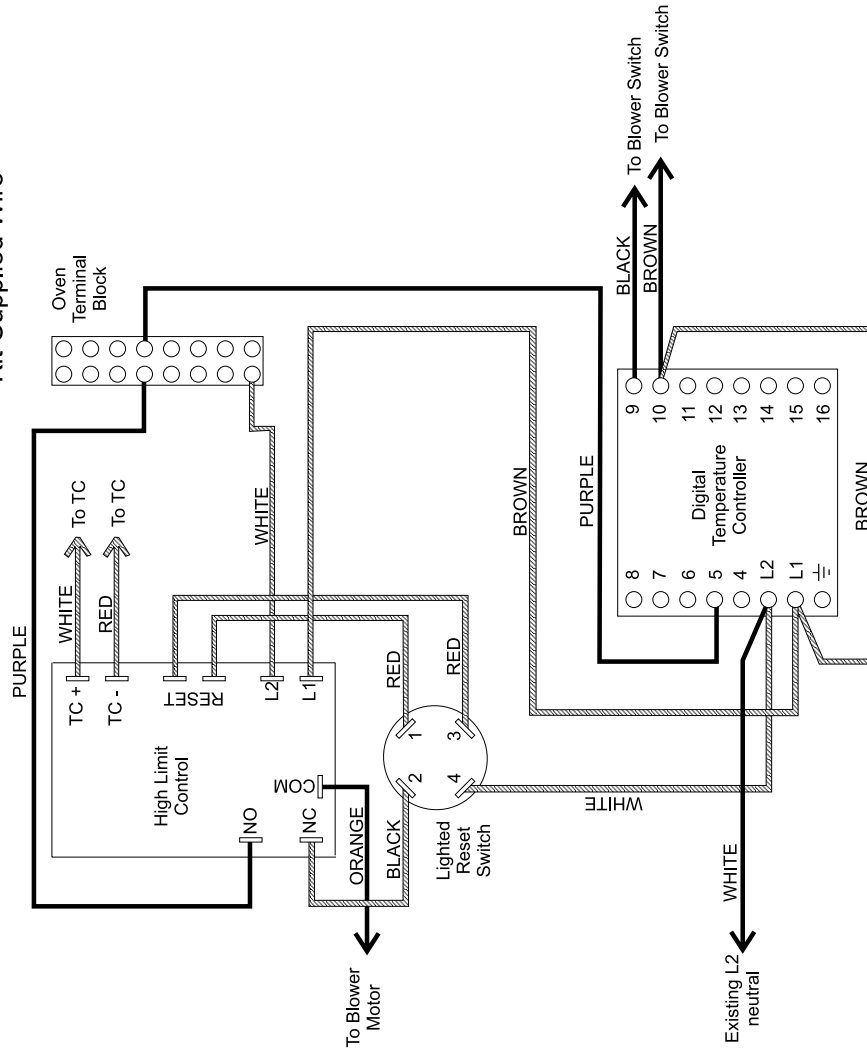 PURPLE
Oven
Terminal
Block
To TC
To TC
WHITE
RED
TC +
TC -
RESET
L2
L1
High Limit
Control
COM
NO
NC
WHITE
BROWN
PURPLE
RED
RED
1
2
3
4
ORANGE
BLACK
Lighted
Reset
Switch
To Blower
Motor
WHITE
WHITE
Existing L2
neutral
To Blower Switch
To Blower Switch
BLACK
BROWN
8
7
6
5
4
L2
L1
Digital
Temperature
Controller
9
10
11
12
13
14
15
16
BROWN